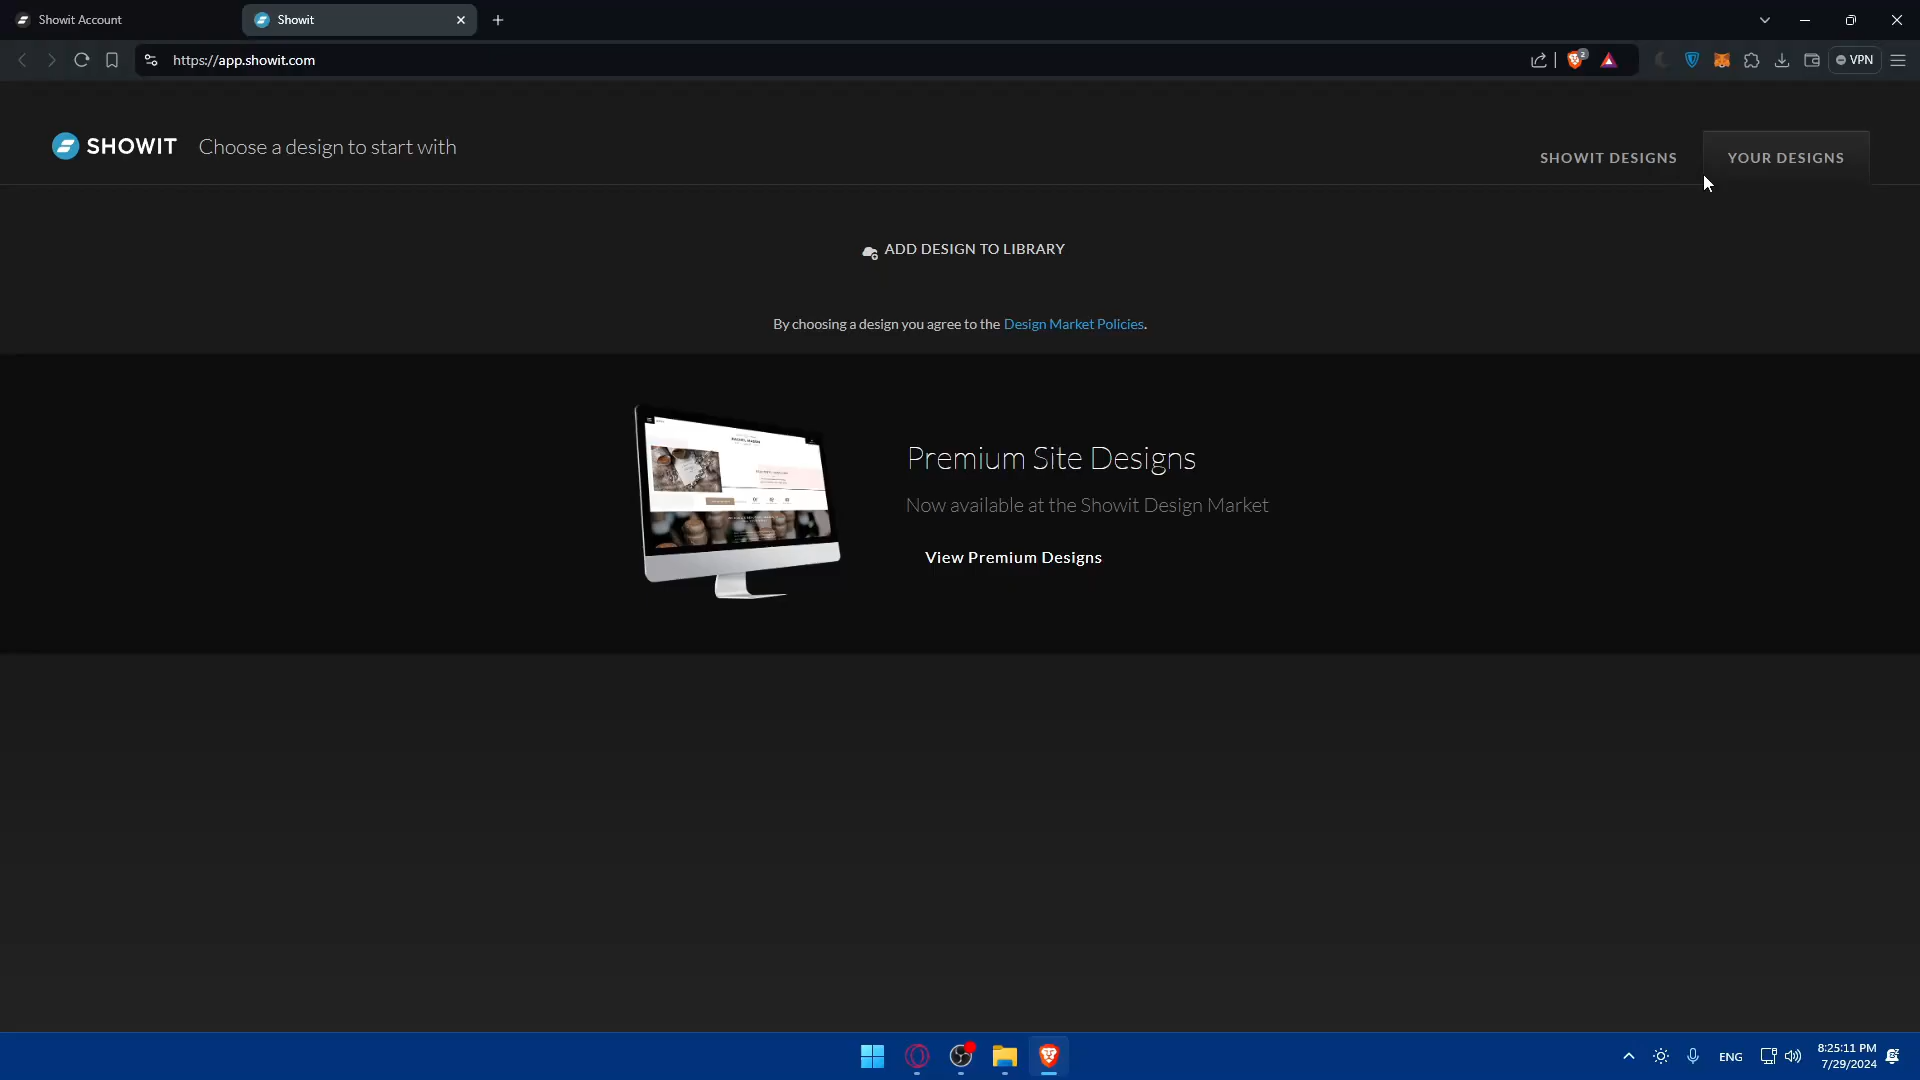 Showit Account
Showit
https://app.showit.com
2
VPN
SHOWIT
Choose a design to start with
SHOWIT DESIGNS
YOUR DESIGNS
ADD DESIGN TO LIBRARY
By choosing a design you agree to the Design Market Policies.
Premium Site Designs
Now available at the Showit Design Market
View Premium Designs
ENG
8:25:11 PM
7/29/2024